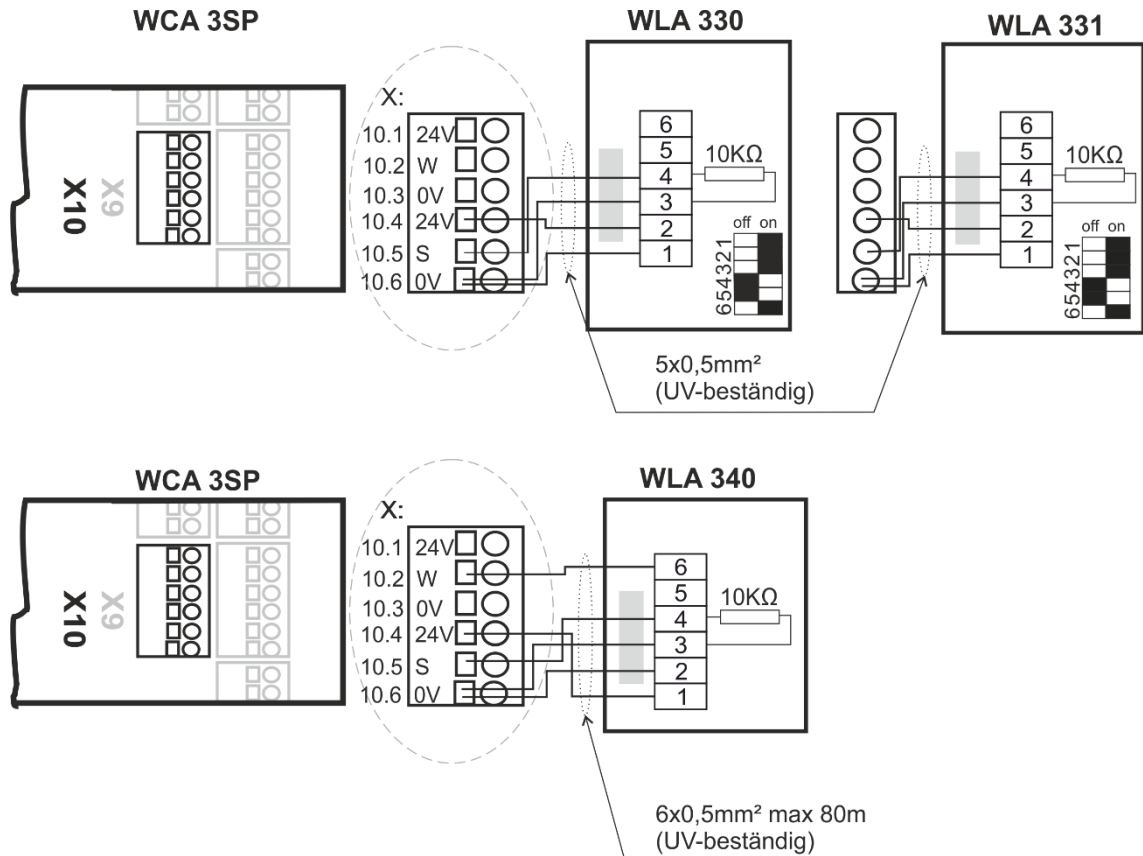 WCA 3SP
WLA 330
WLA 331
X10
X9
X:
10.1 24V
10.2 W
10.3 0V
10.4 24V
10.5 S
10.6 0V
6
5
4
3
2
1
10KΩ
off on
654321
6
5
4
3
2
1
10KΩ
off on
654321
5x0,5mm²
(UV-beständig)
WCA 3SP
WLA 340
X10
X9
X:
10.1 24V
10.2 W
10.3 0V
10.4 24V
10.5 S
10.6 0V
6
5
4
3
2
1
10KΩ
6x0,5mm² max 80m
(UV-beständig)